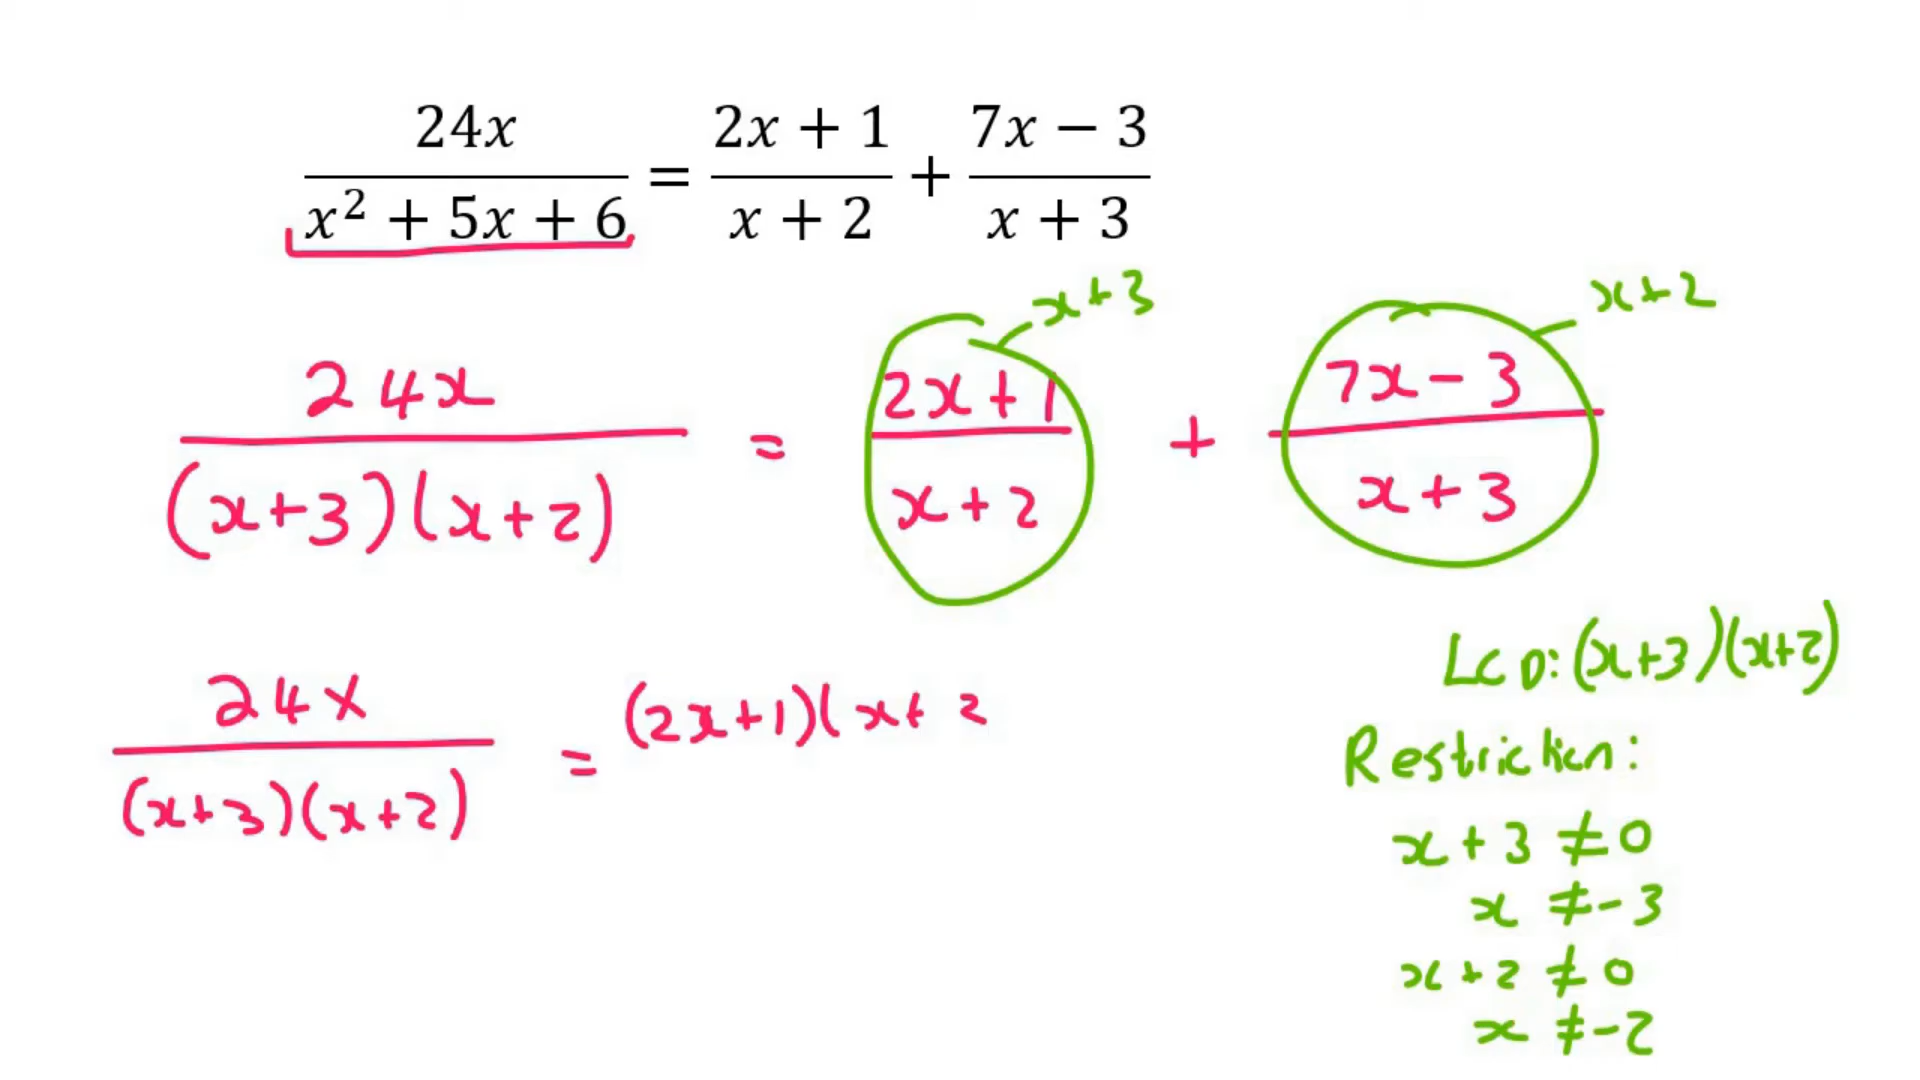 24x / (x² + 5x + 6) = (2x + 1) / (x + 2) + (7x − 3) / (x + 3)
x+3
x+2
24x / (x+3)(x+2) = (2x+1) / (x+2) + (7x−3) / (x+3)
LCD: (x+3)(x+2)
24x / (x+3)(x+2) = (2x+1)(x+2
Restriction:
x+3 ≠ 0
x ≠ −3
x+2 ≠ 0
x ≠ −2